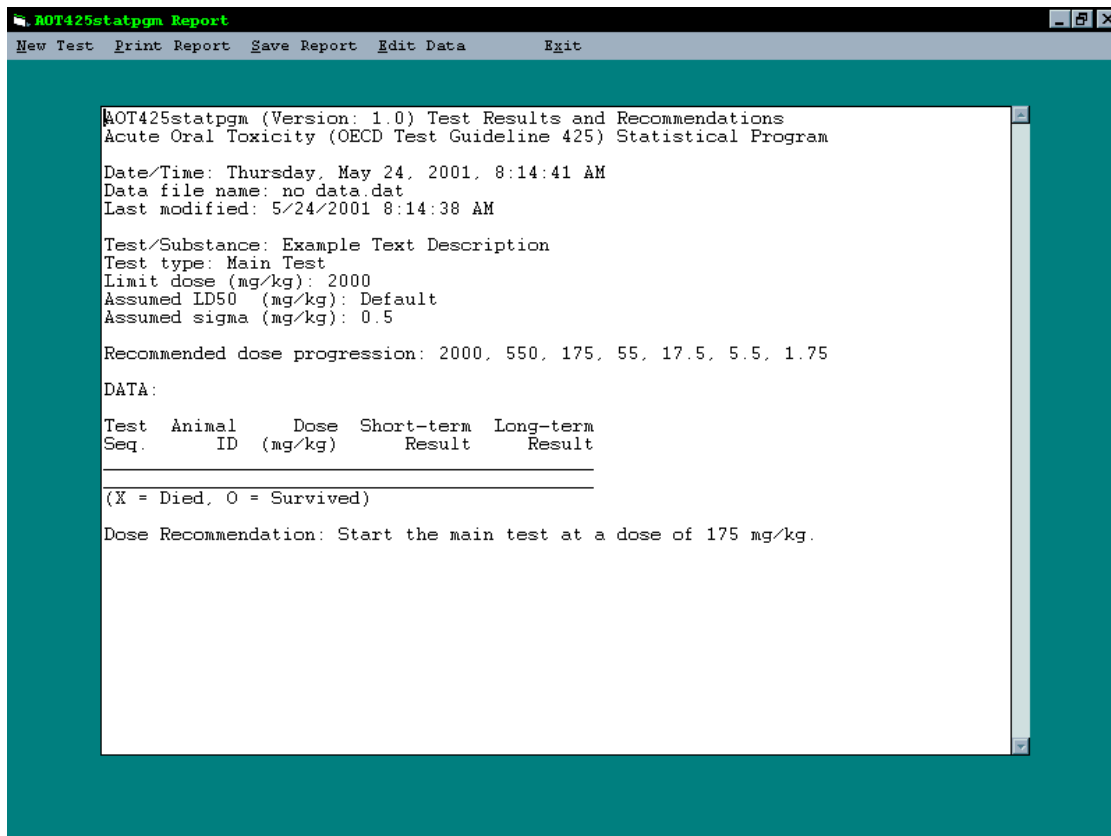 AOT425statpgm Report
New Test Print Report Save Report Edit Data Exit
AOT425statpgm (Version: 1.0) Test Results and Recommendations
Acute Oral Toxicity (OECD Test Guideline 425) Statistical Program
Date/Time: Thursday, May 24, 2001, 8:14:41 AM
Data file name: no data.dat
Last modified: 5/24/2001 8:14:38 AM
Test/Substance: Example Text Description
Test type: Main Test
Limit dose (mg/kg): 2000
Assumed LD50 (mg/kg): Default
Assumed sigma (mg/kg): 0.5
Recommended dose progression: 2000, 550, 175, 55, 17.5, 5.5, 1.75
DATA:
Test Animal Dose Short-term Long-term
Seq. ID (mg/kg) Result Result
(X = Died, O = Survived)
Dose Recommendation: Start the main test at a dose of 175 mg/kg.